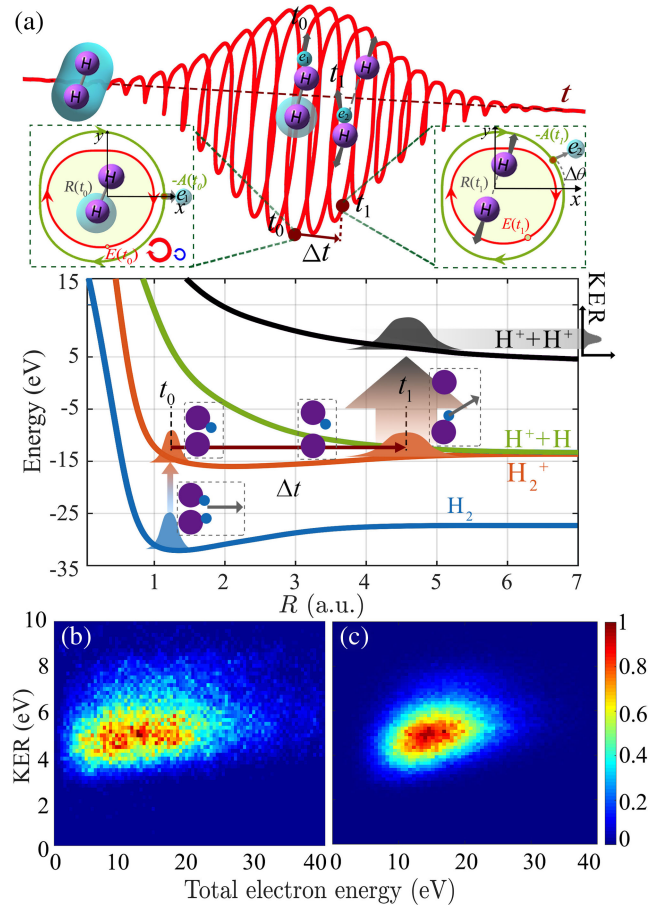 (a)
t₀
e₁
H
H
H
t₁
H
e₂
H
H
t
y
-A(t₀)
R(t₀)
H
e₁
H
x
E(t₀)
t₀
Δt
t₁
y
-A(t₁)
e₂
H
R(t₁)
Δθ
H
x
E(t₁)
15
5
-5
-15
-25
-35
Energy (eV)
KER
H⁺+H⁺
t₀
t₁
H⁺+H
H₂⁺
Δt
H₂
1
2
3
4
5
6
7
R (a.u.)
(b)
(c)
10
8
6
4
2
0
KER (eV)
0
10
20
30
40
0
10
20
30
40
1
0.8
0.6
0.4
0.2
0
Total electron energy (eV)